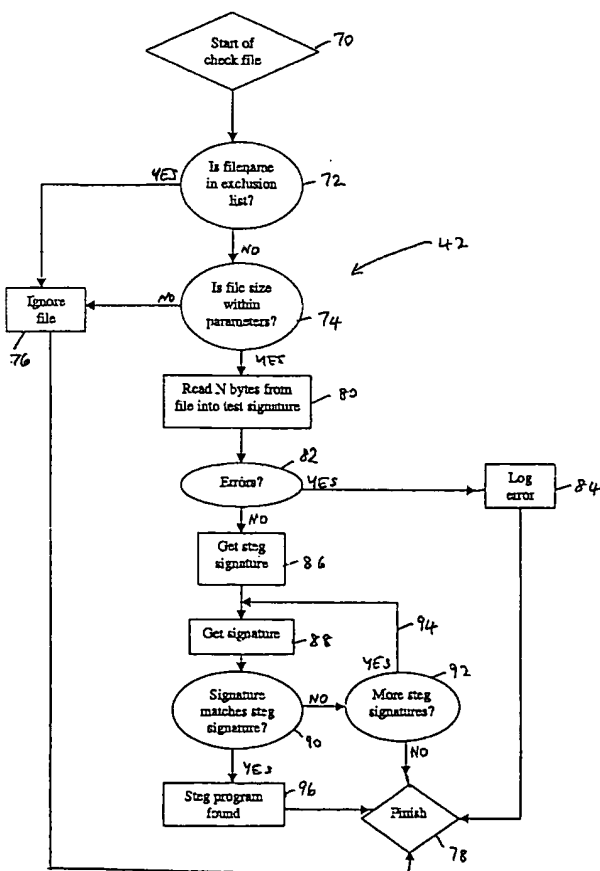 Start of
check file
70
Is filename
in exclusion
list?
72
YES
NO
42
Is file size
within
parameters?
74
NO
Ignore
file
76
YES
Read N bytes from
file into test signature
80
82
Errors?
YES
Log
error
84
NO
Get steg
signature
86
94
Get signature
88
YES
92
Signature
matches steg
signature?
90
NO
More steg
signatures?
YES
NO
Steg program
found
96
Finish
78